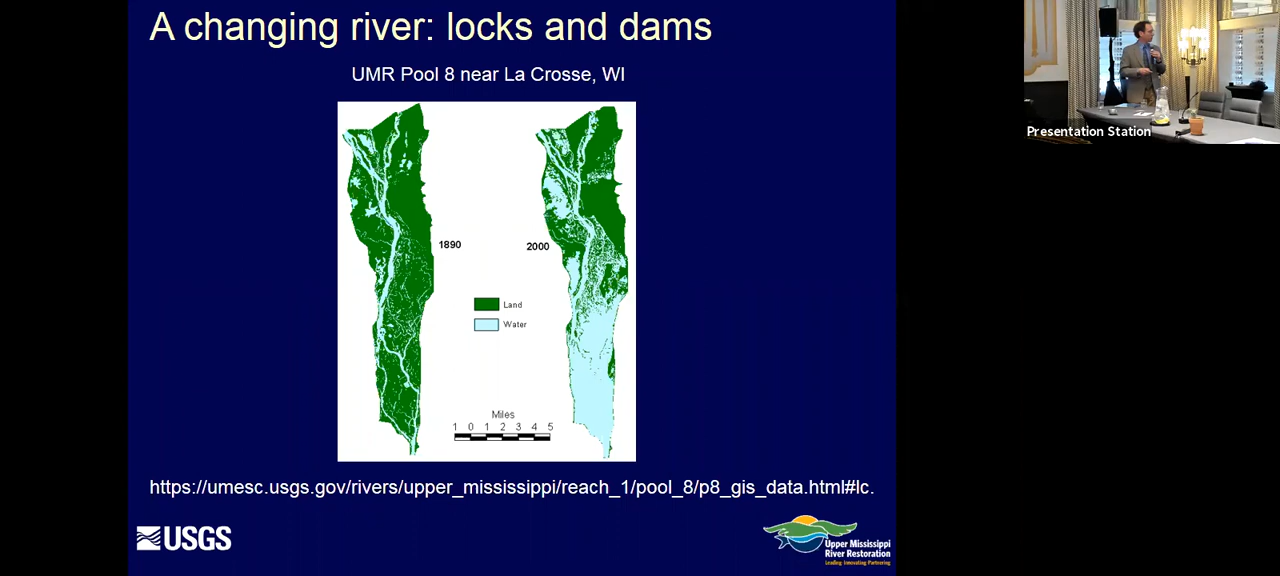 A changing river: locks and dams
UMR Pool 8 near La Crosse, WI
1890
2000
Land
Water
Miles
1 0 1 2 3 4 5
https://umesc.usgs.gov/rivers/upper_mississippi/reach_1/pool_8/p8_gis_data.html#lc.
USGS
Upper Mississippi
River Restoration
Leading Innovating Partnering
Presentation Station